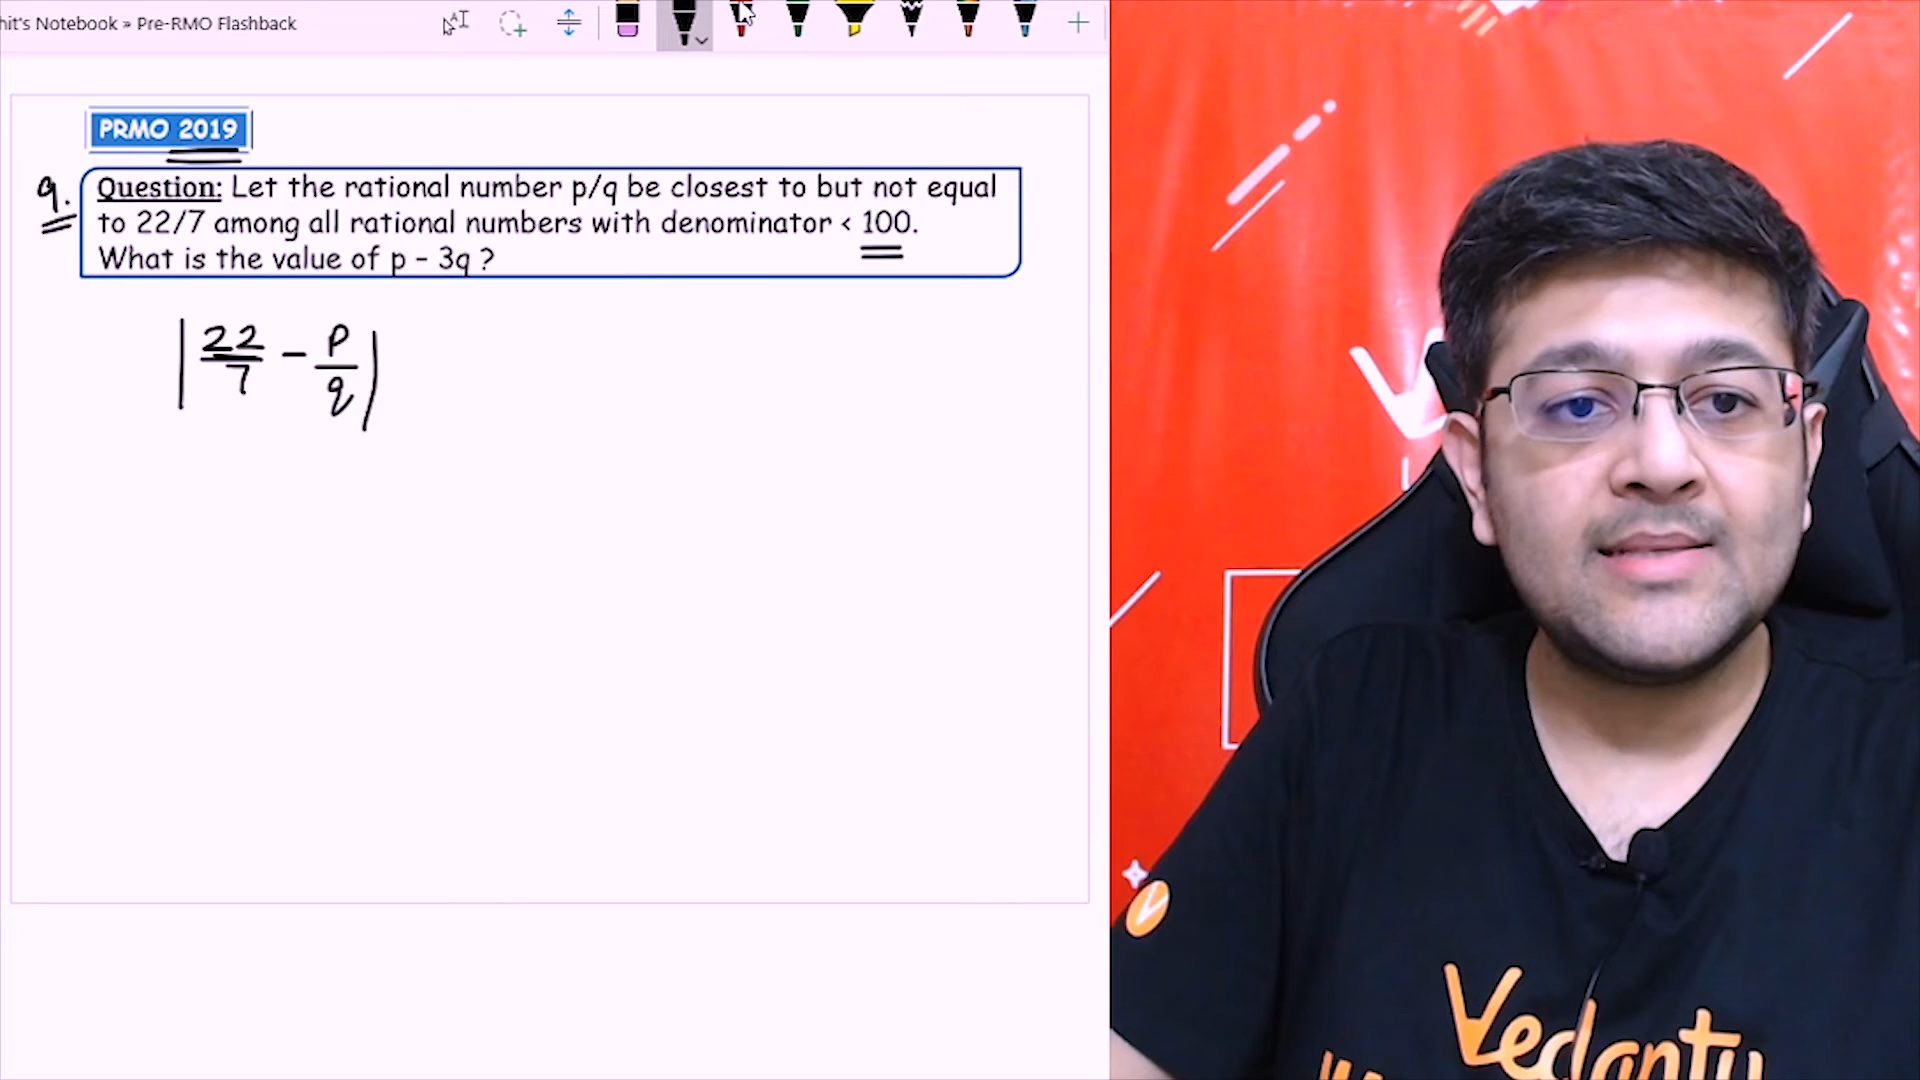 hit's Notebook » Pre-RMO Flashback
PRMO 2019
9.
Question: Let the rational number p/q be closest to but not equal
to 22/7 among all rational numbers with denominator < 100.
What is the value of p – 3q ?
|22/7 - p/q|
Vedantu